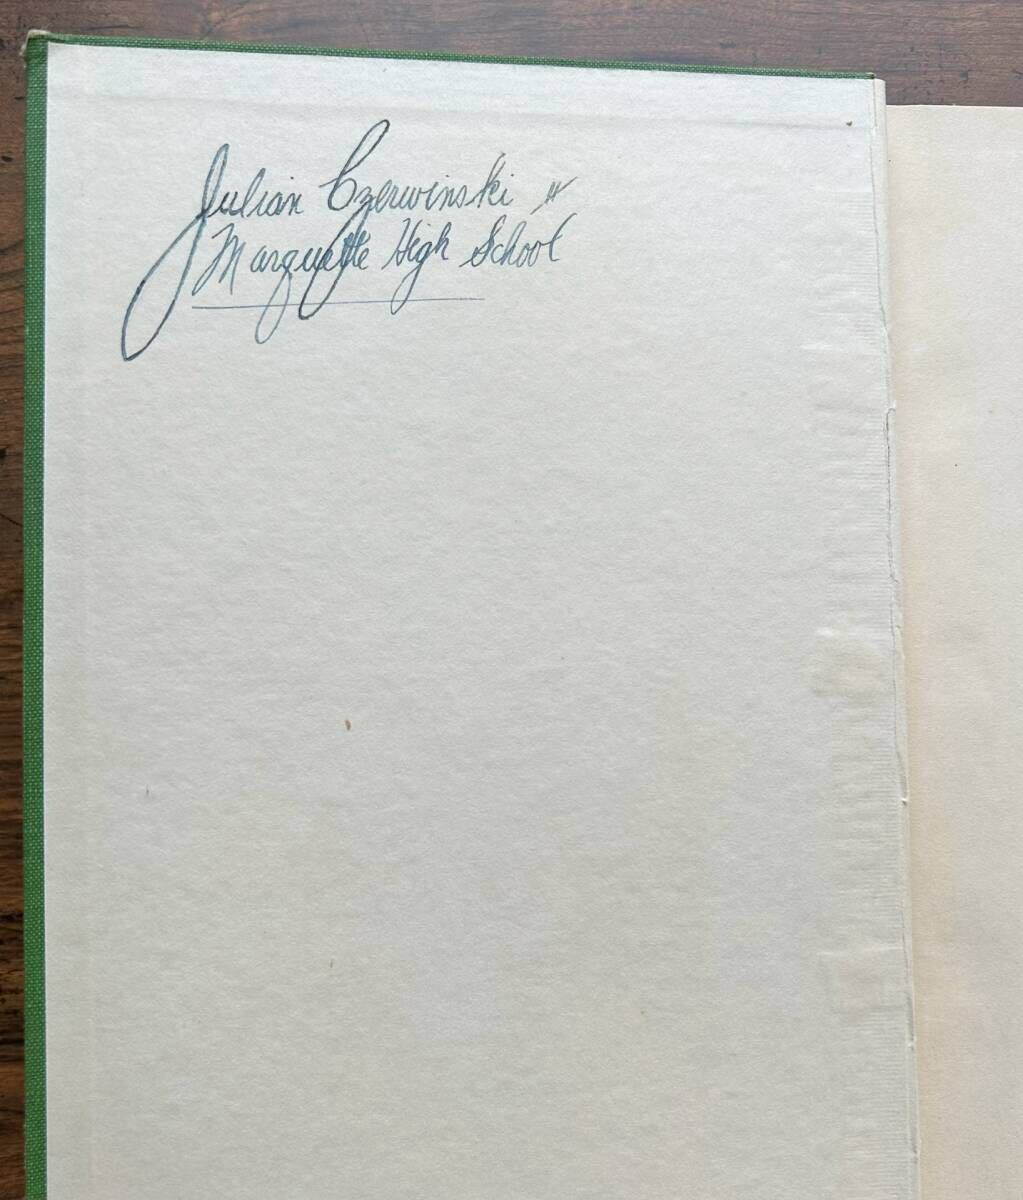 Julian Czerwinski
Marquette High School